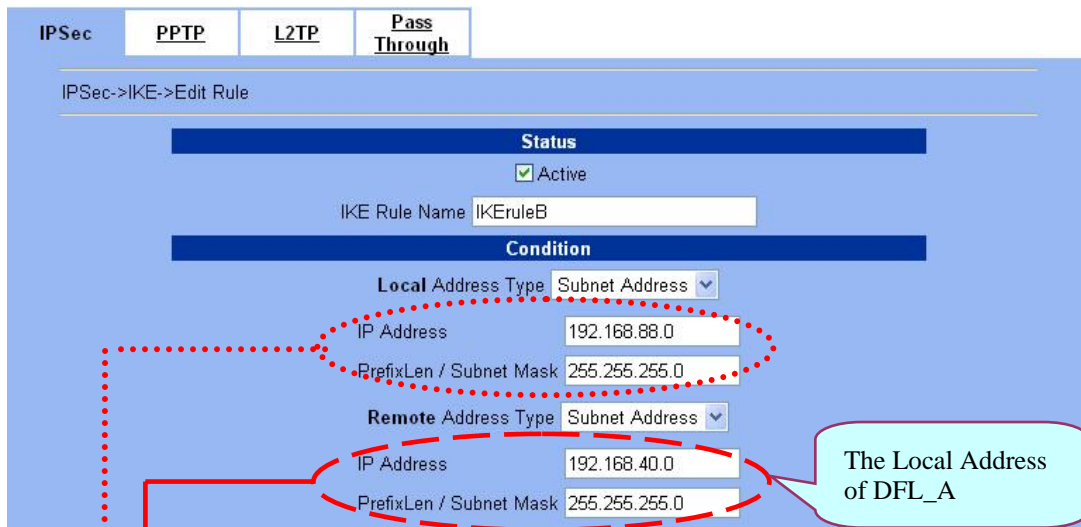 IPSec PPTP L2TP Pass Through
IPSec->IKE->Edit Rule
Status
Active
IKE Rule Name IKEruleB
Condition
Local Address Type Subnet Address
IP Address 192.168.88.0
PrefixLen / Subnet Mask 255.255.255.0
Remote Address Type Subnet Address
IP Address 192.168.40.0
PrefixLen / Subnet Mask 255.255.255.0
The Local Address
of DFL_A